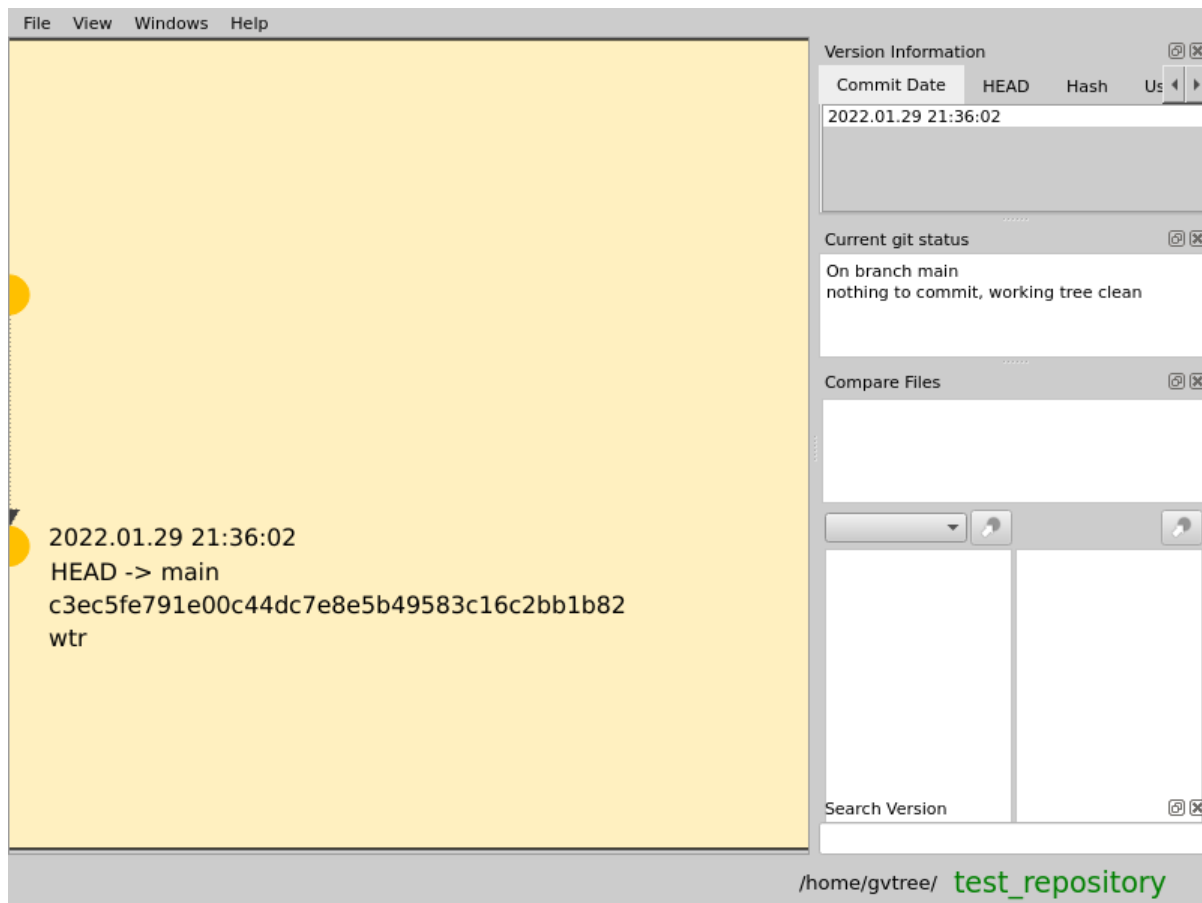 File View Windows Help
2022.01.29 21:36:02
HEAD -> main
c3ec5fe791e00c44dc7e8e5b49583c16c2bb1b82
wtr
Version Information
Commit Date HEAD Hash Us
2022.01.29 21:36:02
Current git status
On branch main
nothing to commit, working tree clean
Compare Files
Search Version
/home/gvtree/ test_repository